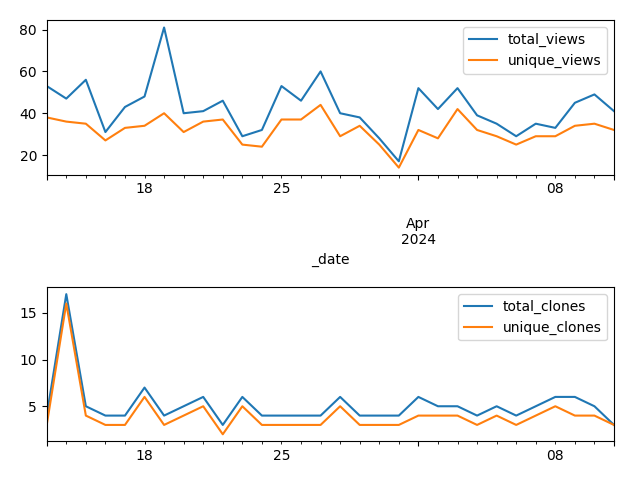 80
60
40
20
total_views
unique_views
18
25
08
Apr
2024
_date
15
10
5
total_clones
unique_clones
18
25
08